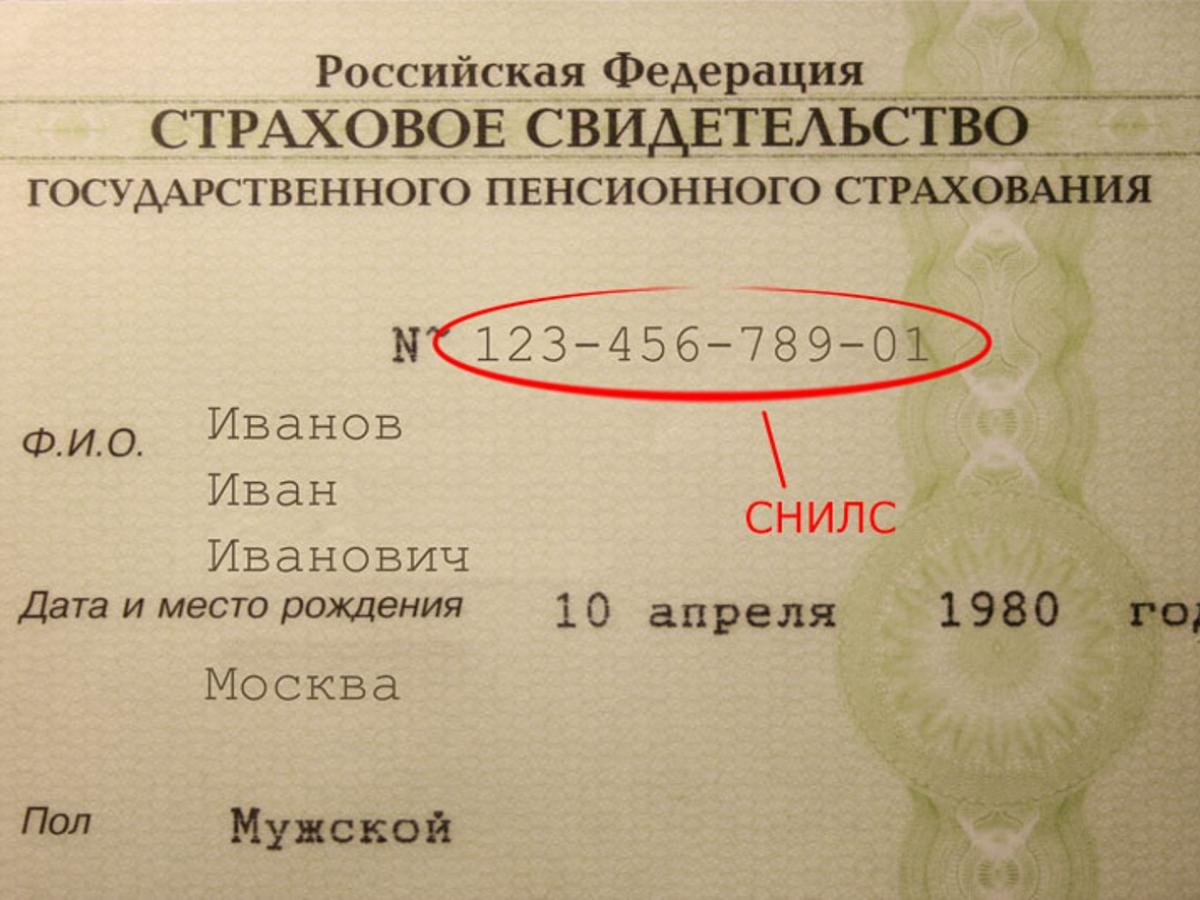 Российская Федерация
СТРАХОВОЕ СВИДЕТЕЛЬСТВО
ГОСУДАРСТВЕННОГО ПЕНСИОННОГО СТРАХОВАНИЯ
№ 123-456-789-01
СНИЛС
Ф.И.О. Иванов
Иван
Иванович
Дата и место рождения 10 апреля 1980 год
Москва
Пол Мужской